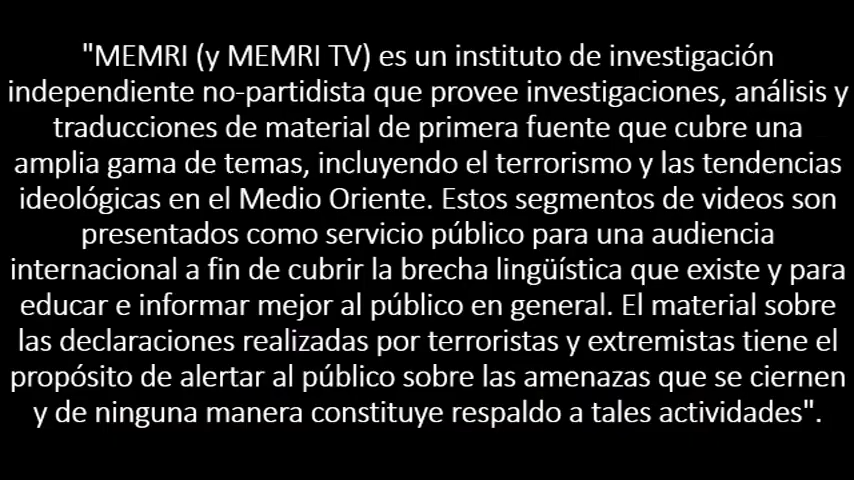 "MEMRI (y MEMRI TV) es un instituto de investigación
independiente no-partidista que provee investigaciones, análisis y
traducciones de material de primera fuente que cubre una
amplia gama de temas, incluyendo el terrorismo y las tendencias
ideológicas en el Medio Oriente. Estos segmentos de videos son
presentados como servicio público para una audiencia
internacional a fin de cubrir la brecha lingüística que existe y para
educar e informar mejor al público en general. El material sobre
las declaraciones realizadas por terroristas y extremistas tiene el
propósito de alertar al público sobre las amenazas que se ciernen
y de ninguna manera constituye respaldo a tales actividades".